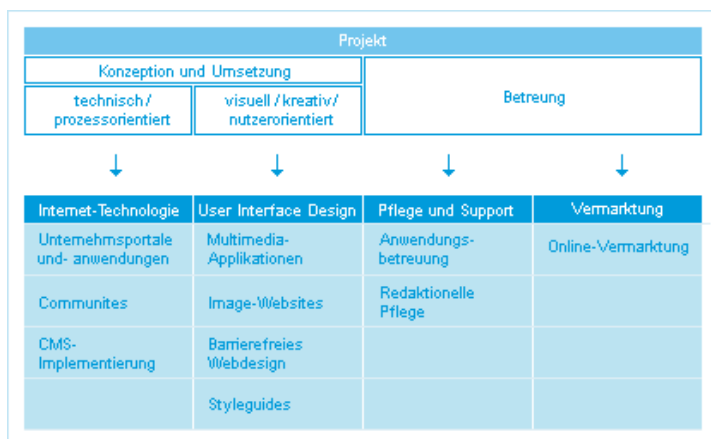 Projekt
Konzeption und Umsetzung
technisch /
prozessorientiert
visuell / kreativ /
nutzerorientiert
Betreung
Internet-Technologie
User Interface Design
Pflege und Support
Vermarktung
Unternehmsportale
und- anwendungen
Multimedia-
Applikationen
Anwendungs-
betreuung
Online-Vermarktung
Communites
Image-Websites
Redaktionelle
Pflege
CMS-
Implementierung
Barrierefreies
Webdesign
Styleguides